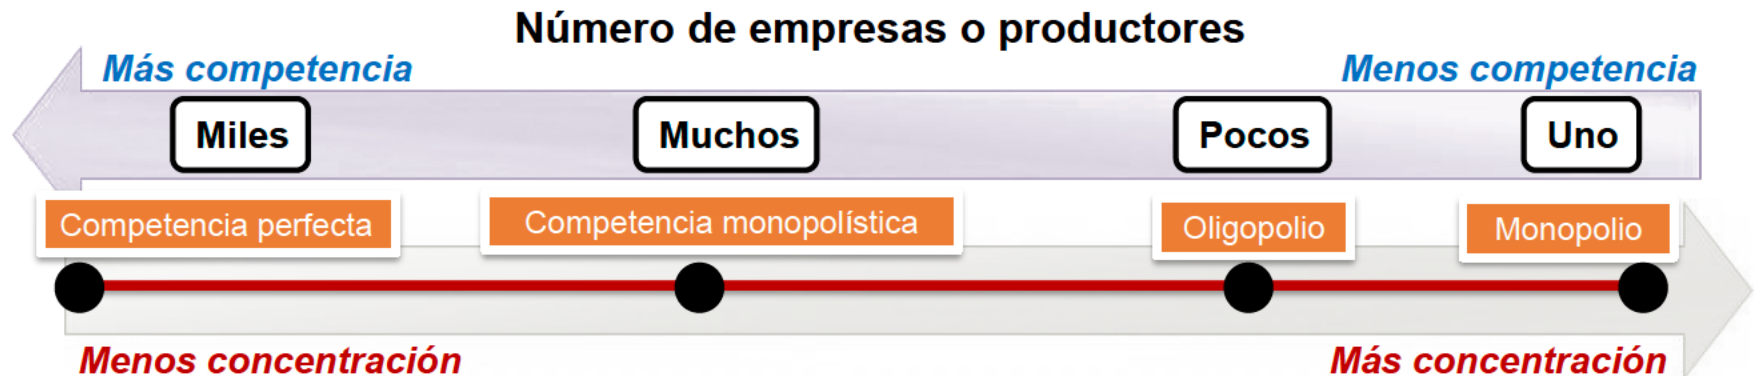 Número de empresas o productores
Más competencia
Menos competencia
Miles
Muchos
Pocos
Uno
Competencia perfecta
Competencia monopolística
Oligopolio
Monopolio
Menos concentración
Más concentración